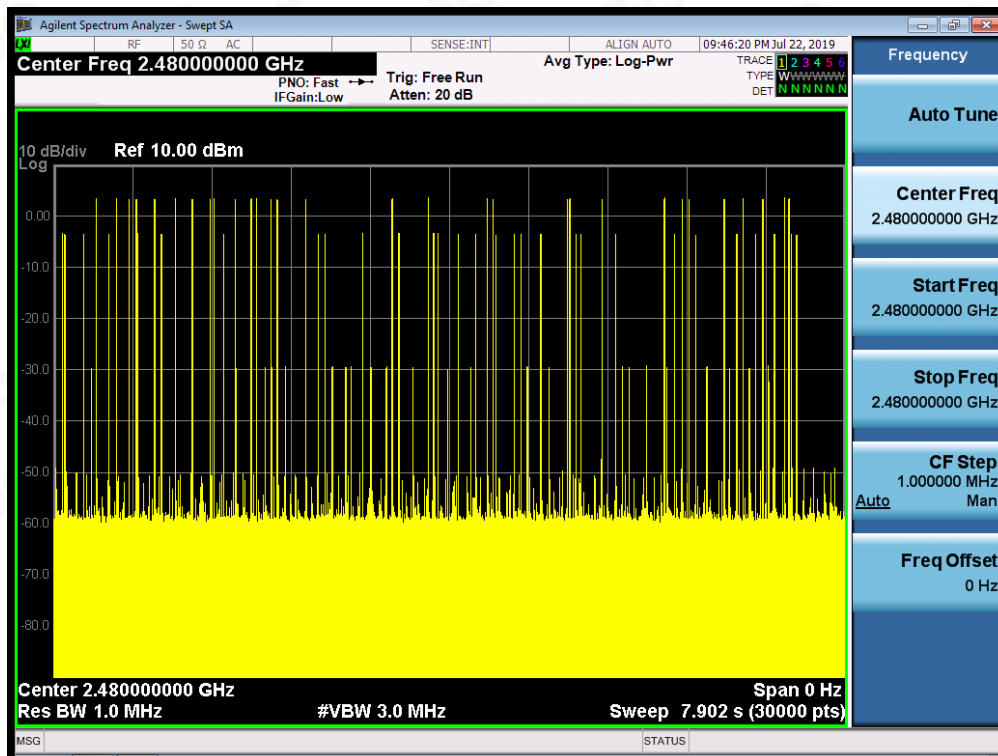 Agilent Spectrum Analyzer - Swept SA
LXI RF 50 Ω AC SENSE:INT ALIGN AUTO 09:46:20 PM Jul 22, 2019
Center Freq 2.480000000 GHz Avg Type: Log-Pwr TRACE 1 2 3 4 5 6
PNO: Fast Trig: Free Run TYPE WWWWWW
IFGain:Low Atten: 20 dB DET N N N N N N
10 dB/div Ref 10.00 dBm
Log
0.00
-10.0
-20.0
-30.0
-40.0
-50.0
-60.0
-70.0
-80.0
Center 2.480000000 GHz Span 0 Hz
Res BW 1.0 MHz #VBW 3.0 MHz Sweep 7.902 s (30000 pts)
MSG STATUS
Frequency
Auto Tune
Center Freq
2.480000000 GHz
Start Freq
2.480000000 GHz
Stop Freq
2.480000000 GHz
CF Step
1.000000 MHz
Auto Man
Freq Offset
0 Hz